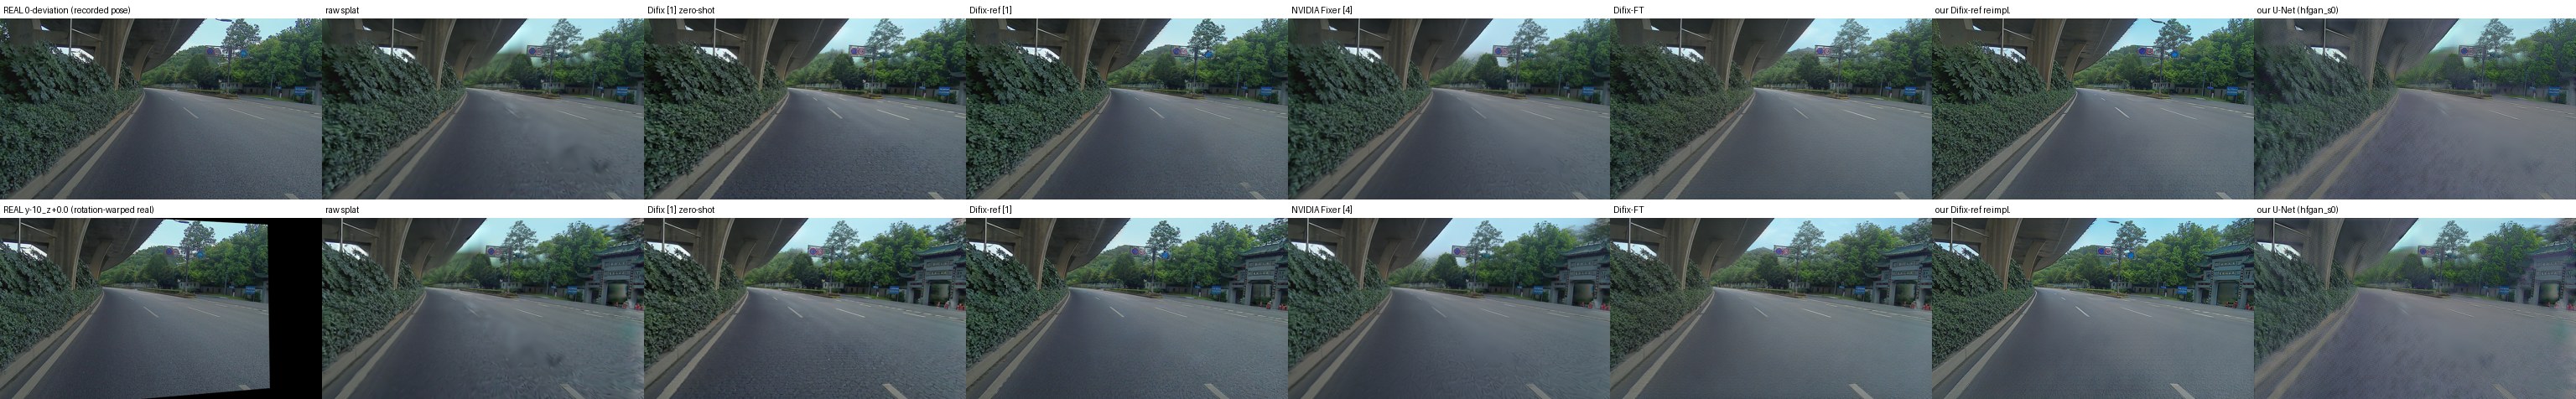 REAL 0-deviation (recorded pose)
raw splat
Difix [1] zero-shot
Difix-ref [1]
NVIDIA Fixer [4]
Difix-FT
our Difix-ref reimpl.
our U-Net (hfgan_s0)
REAL y-10_z+0.0 (rotation-warped real)
raw splat
Difix [1] zero-shot
Difix-ref [1]
NVIDIA Fixer [4]
Difix-FT
our Difix-ref reimpl.
our U-Net (hfgan_s0)